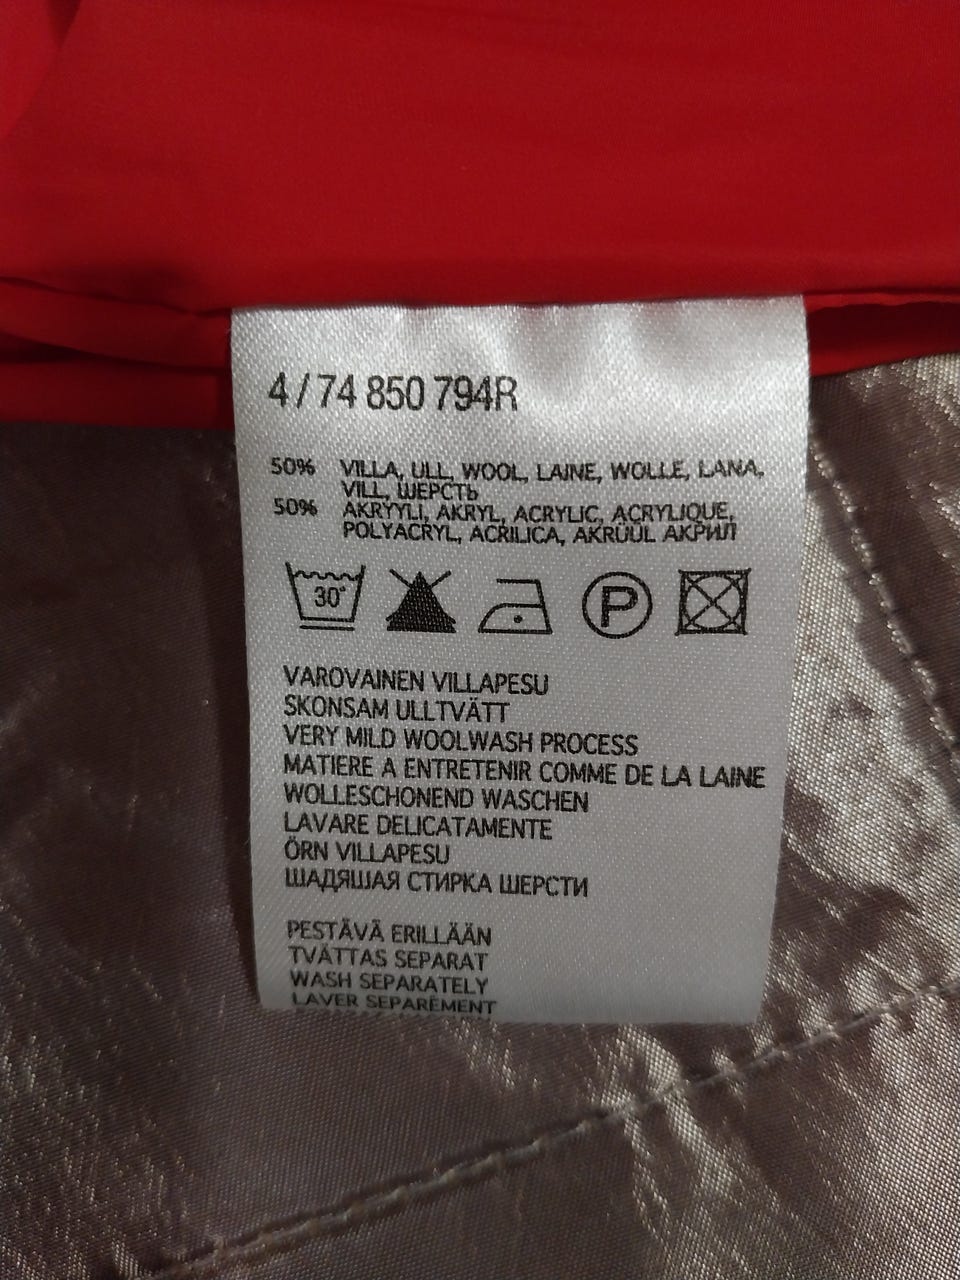 4/74 850 794R
50% VILLA, ULL, WOOL, LAINE, WOLLE, LANA,
VILL, ШЕРСТЬ
50% AKRYYLI, AKRYL, ACRYLIC, ACRYLIQUE,
POLYACRYL, ACRILICA, AKRÜÜL АКРИЛ
30° P
VAROVAINEN VILLAPESU
SKONSAM ULLTVÄTT
VERY MILD WOOLWASH PROCESS
MATIERE A ENTRETENIR COMME DE LA LAINE
WOLLESCHONEND WASCHEN
LAVARE DELICATAMENTE
ÖRN VILLAPESU
ШАДЯШАЯ СТИРКА ШЕРСТИ
PESTÄVÄ ERILLÄÄN
TVÄTTAS SEPARAT
WASH SEPARATELY
LAVER SEPARÈMENT